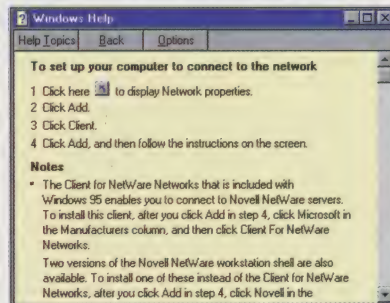 Windows Help
Help Topics Back Options
To set up your computer to connect to the network
1 Click here to display Network properties.
2 Click Add.
3 Click Client.
4 Click Add, and then follow the instructions on the screen.
Notes
• The Client for NetWare Networks that is included with
Windows 95 enables you to connect to Novell NetWare servers.
To install this client, after you click Add in step 4, click Microsoft in
the Manufacturers column, and then click Client For NetWare
Networks.
Two versions of the Novell NetWare workstation shell are also
available. To install one of these instead of the Client for NetWare
Networks, after you click Add in step 4, click Novell in the